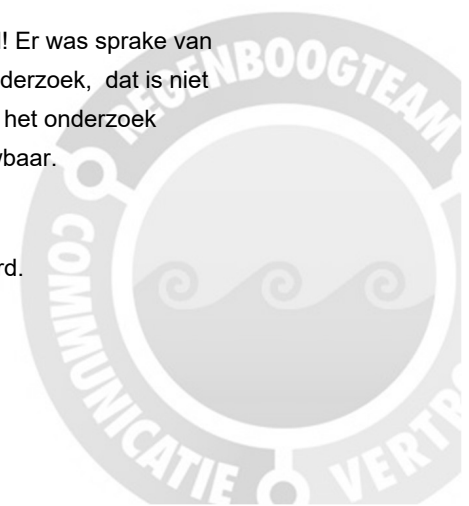 ! Er was sprake van
derzoek,  dat is niet
het onderzoek
baar.
rd.
REGENBOOGTEAM
COMMUNICATIE
VERT